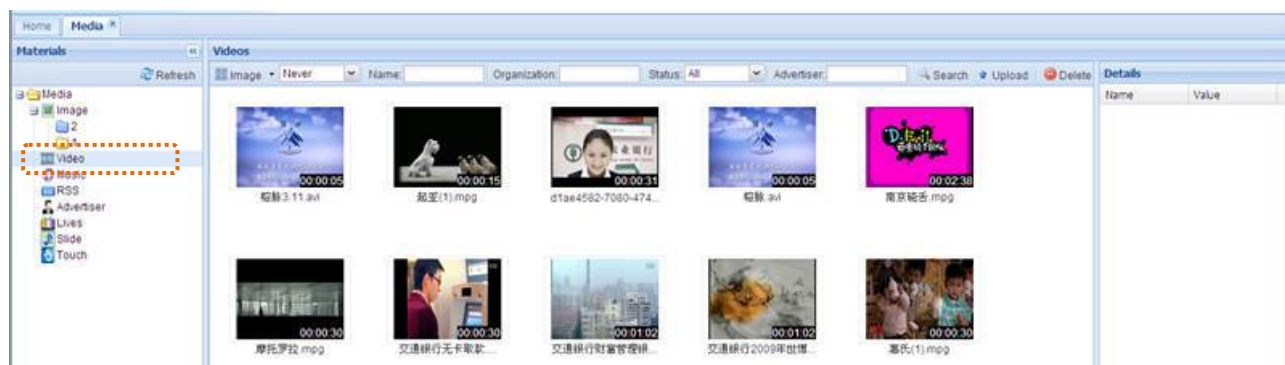 Home Media
Materials
Refresh
Media
Image
2
1
Video
Music
RSS
Advertiser
Lives
Slide
Touch
Videos
Image Never Name: Organization: Status: All Advertiser: Search Upload Delete
00:00:05 00:00:15 00:00:31 00:00:05 00:02:38
3.11.avi 起亚(1).mpg d1ae4582-7080-474... .avi 南京晓舌.mpg
00:00:30 00:00:30 00:01:02 00:01:02 00:00:30
摩托罗拉.mpg 交通银行无卡取款... 交通银行财富管理银... 交通银行2009年世博... 惠氏(1).mpg
Details
Name Value